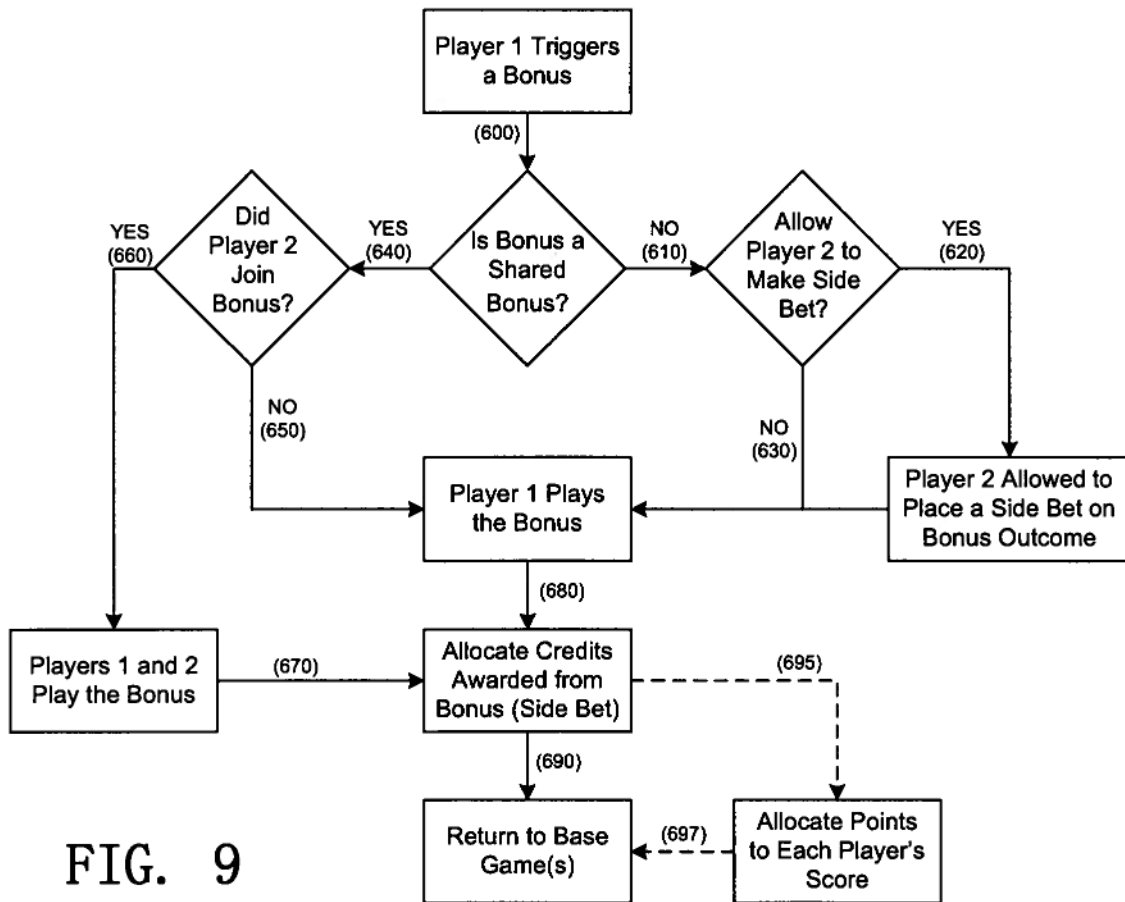 Player 1 Triggers
a Bonus
(600)
Did
Player 2
Join
Bonus?
YES
(660)
YES
(640)
Is Bonus a
Shared
Bonus?
NO
(610)
Allow
Player 2 to
Make Side
Bet?
YES
(620)
NO
(650)
NO
(630)
Player 1 Plays
the Bonus
Player 2 Allowed to
Place a Side Bet on
Bonus Outcome
(680)
Players 1 and 2
Play the Bonus
(670)
Allocate Credits
Awarded from
Bonus (Side Bet)
(695)
(690)
Return to Base
Game(s)
(697)
Allocate Points
to Each Player's
Score
FIG. 9